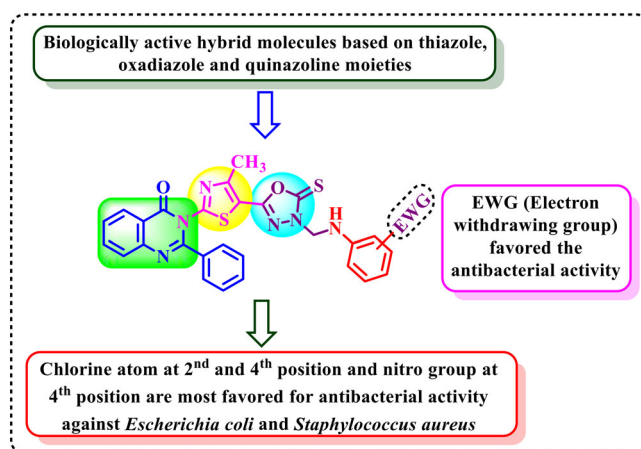 Biologically active hybrid molecules based on thiazole,
oxadiazole and quinazoline moieties
CH3
O
N
O
S
N
S
N
N
N
H
N
EWG
N
EWG (Electron
withdrawing group)
favored the
antibacterial activity
Chlorine atom at 2nd and 4th position and nitro group at
4th position are most favored for antibacterial activity
against Escherichia coli and Staphylococcus aureus